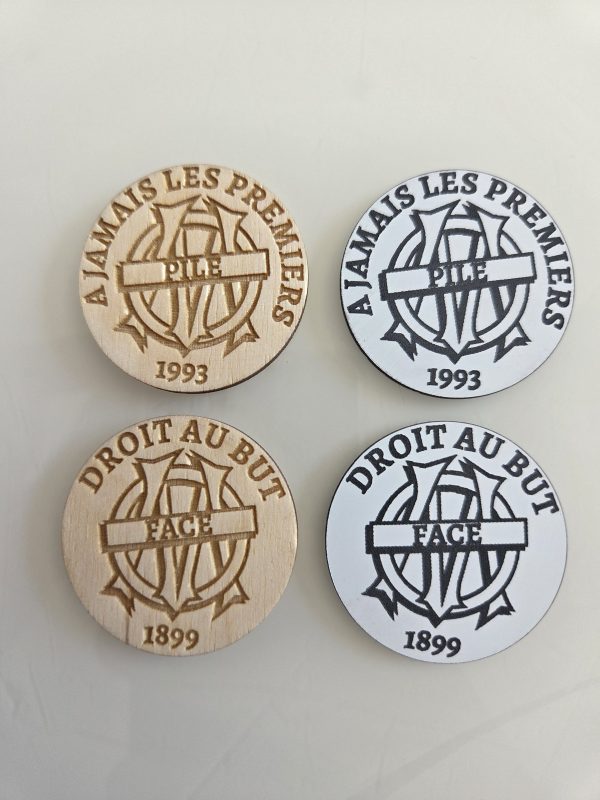 A JAMAIS LES PREMIERS
PILE
1993
A JAMAIS LES PREMIERS
PILE
1993
DROIT AU BUT
FACE
1899
DROIT AU BUT
FACE
1899